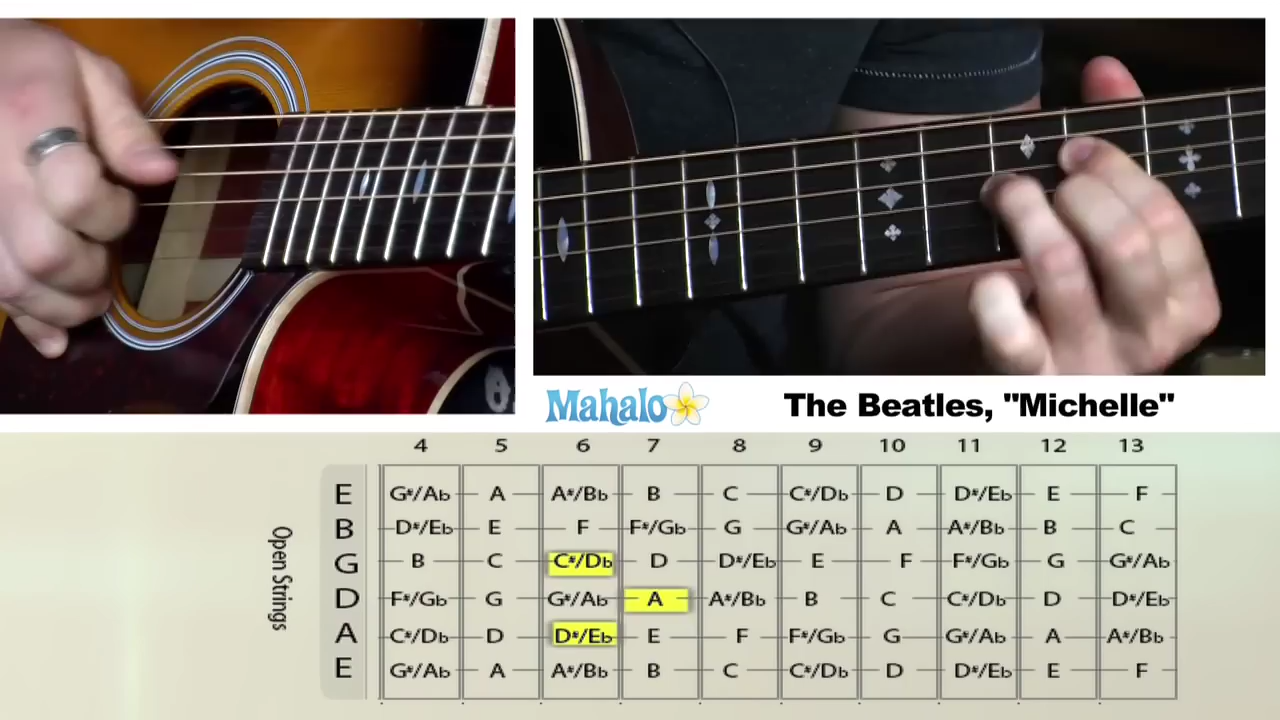 Mahalo
The Beatles, "Michelle"
4 5 6 7 8 9 10 11 12 13
Open Strings
E G#/Ab A A#/Bb B C C#/Db D D#/Eb E F
B D#/Eb E F F#/Gb G G#/Ab A A#/Bb B C
G B C C#/Db D D#/Eb E F F#/Gb G G#/Ab
D F#/Gb G G#/Ab A A#/Bb B C C#/Db D D#/Eb
A C#/Db D D#/Eb E F F#/Gb G G#/Ab A A#/Bb
E G#/Ab A A#/Bb B C C#/Db D D#/Eb E F